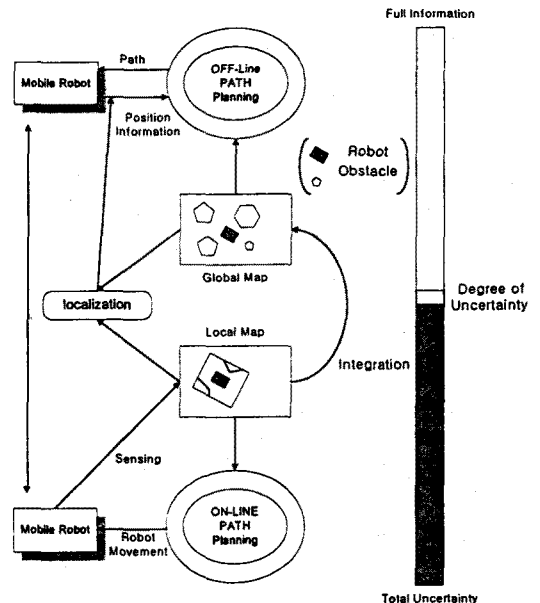 Full Information
Path
Mobile Robot
OFF-Line
PATH
Planning
Position
Information
Robot
Obstacle
Global Map
localization
Degree of
Uncertainty
Local Map
Integration
Sensing
Mobile Robot
Robot
Movement
ON-LINE
PATH
Planning
Total Uncertainty